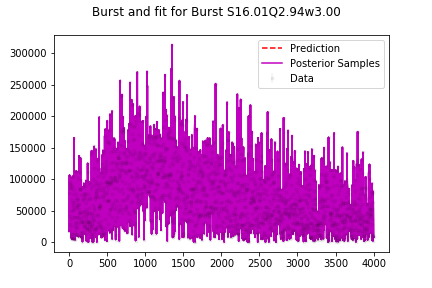 Burst and fit for Burst S16.01Q2.94w3.00
300000
250000
200000
150000
100000
50000
0
Prediction
Posterior Samples
Data
0 500 1000 1500 2000 2500 3000 3500 4000